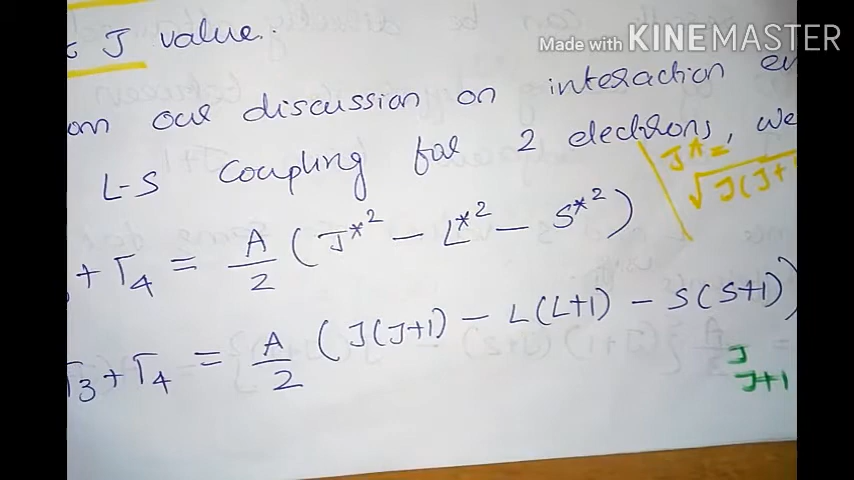 Made with KINEMASTER
J value.
our discussion on interaction
L-S coupling for 2 electrons, we
J* =
√J(J+1
+ Γ4 = A/2 (J*² - L*² - S*²)
Γ3 + Γ4 = A/2 (J(J+1) - L(L+1) - S(S+1))
J
J+1